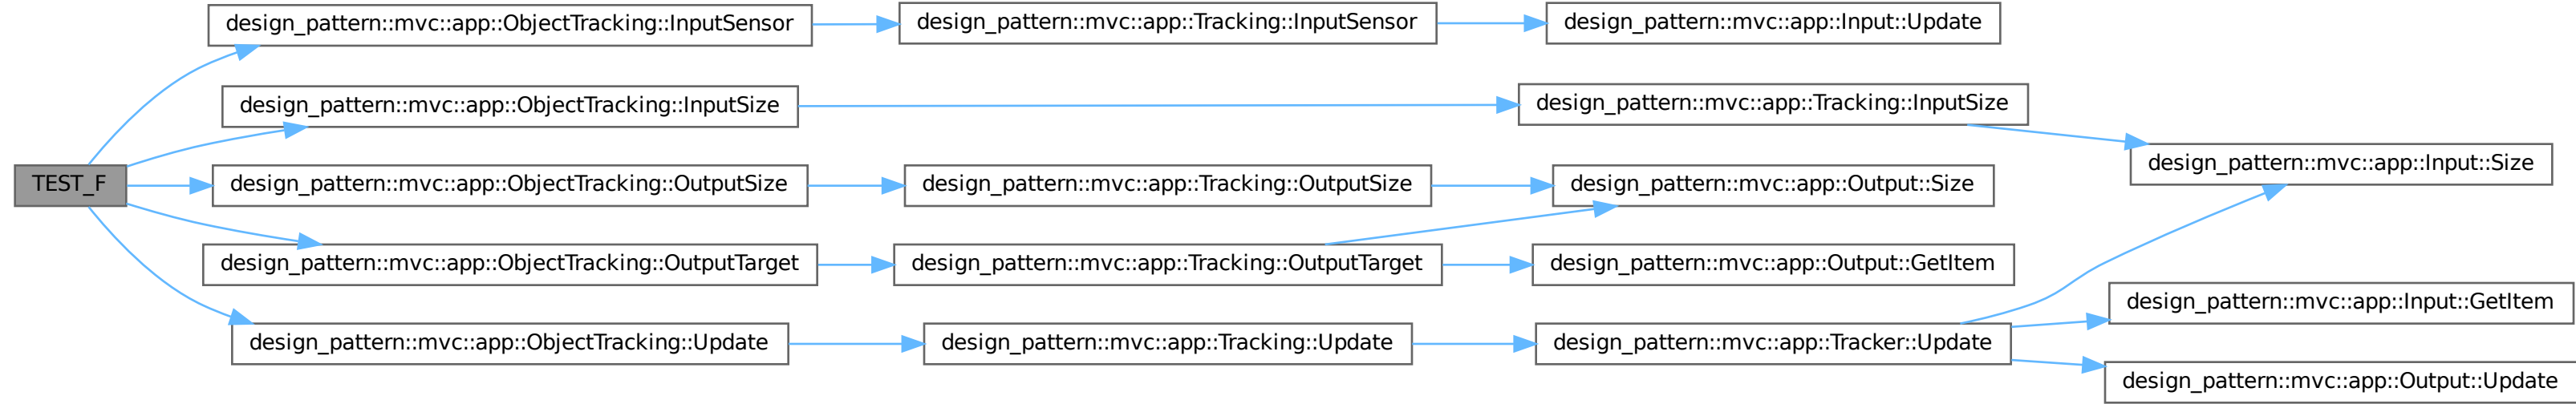 design_pattern::mvc::app::ObjectTracking::InputSensor
design_pattern::mvc::app::Tracking::InputSensor
design_pattern::mvc::app::Input::Update
design_pattern::mvc::app::ObjectTracking::InputSize
design_pattern::mvc::app::Tracking::InputSize
design_pattern::mvc::app::Input::Size
TEST_F
design_pattern::mvc::app::ObjectTracking::OutputSize
design_pattern::mvc::app::Tracking::OutputSize
design_pattern::mvc::app::Output::Size
design_pattern::mvc::app::ObjectTracking::OutputTarget
design_pattern::mvc::app::Tracking::OutputTarget
design_pattern::mvc::app::Output::GetItem
design_pattern::mvc::app::Input::GetItem
design_pattern::mvc::app::ObjectTracking::Update
design_pattern::mvc::app::Tracking::Update
design_pattern::mvc::app::Tracker::Update
design_pattern::mvc::app::Output::Update